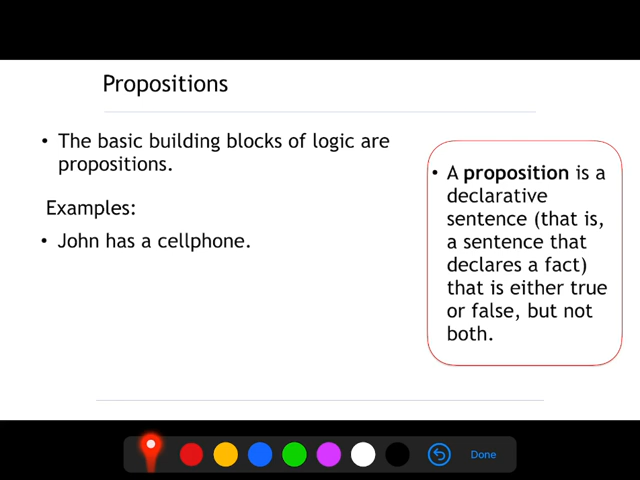 Propositions
• The basic building blocks of logic are
propositions.
Examples:
• John has a cellphone.
• A proposition is a
declarative
sentence (that is,
a sentence that
declares a fact)
that is either true
or false, but not
both.
Done